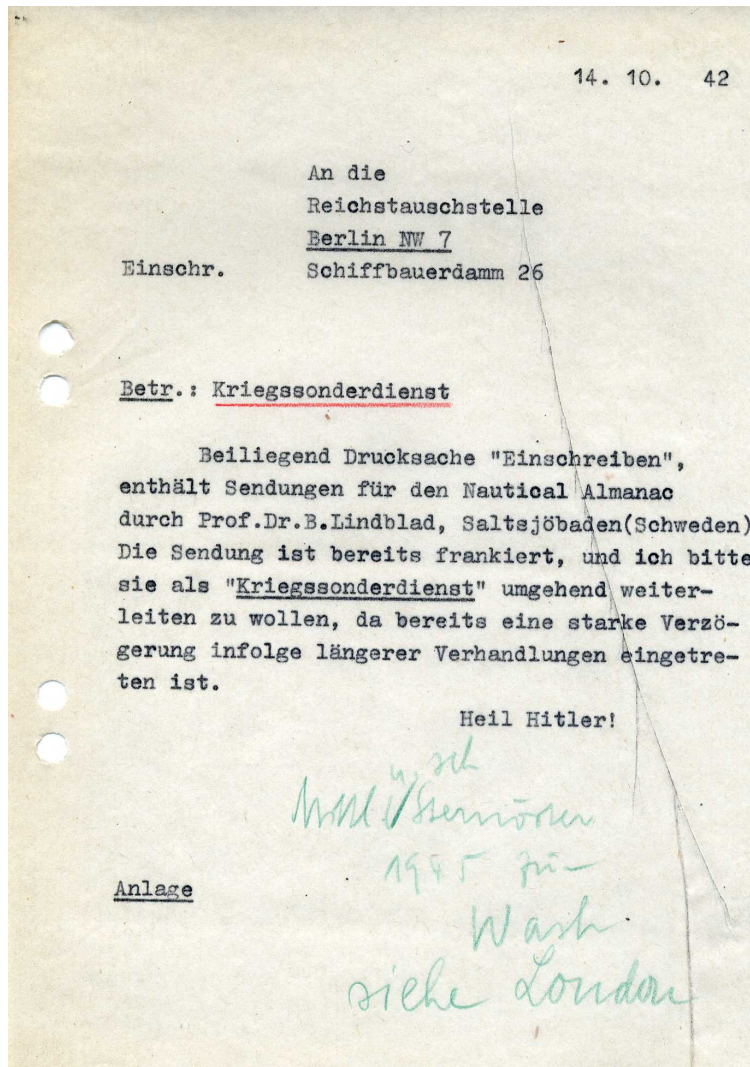 14. 10. 42
An die
Reichstauschstelle
Berlin NW 7
Einschr. Schiffbauerdamm 26
Betr.: Kriegssonderdienst
Beiliegend Drucksache "Einschreiben",
enthält Sendungen für den Nautical Almanac
durch Prof.Dr.B.Lindblad, Saltsjöbaden(Schweden)
Die Sendung ist bereits frankiert, und ich bitte
sie als "Kriegssonderdienst" umgehend weiter-
leiten zu wollen, da bereits eine starke Verzö-
gerung infolge längerer Verhandlungen eingetre-
ten ist.
Heil Hitler!
sch
Sternörter
1945
Anlage
Wash.
siehe London